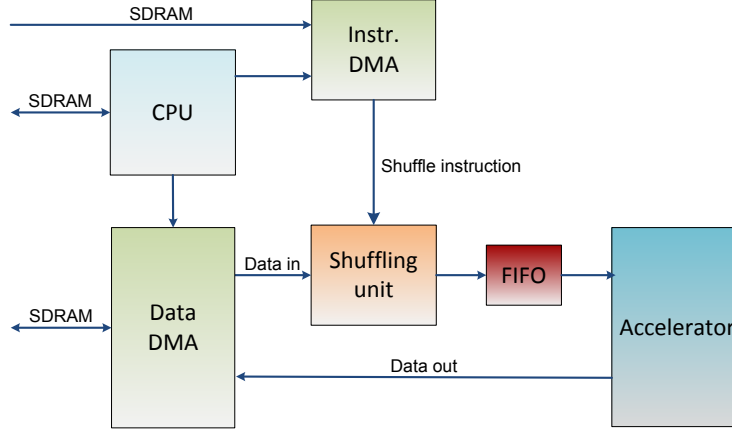 SDRAM
Instr.
DMA
SDRAM
CPU
Shuffle instruction
Data in
Shuffling
unit
FIFO
SDRAM
Data
DMA
Accelerator
Data out